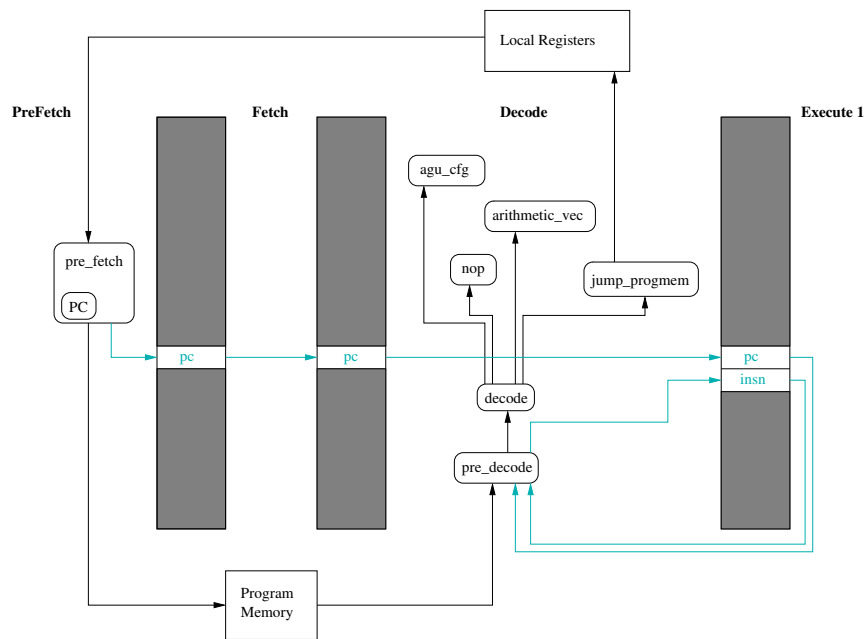 Local Registers
PreFetch
Fetch
Decode
Execute 1
agu_cfg
arithmetic_vec
pre_fetch
nop
jump_progmem
PC
pc
pc
pc
insn
decode
pre_decode
Program
Memory